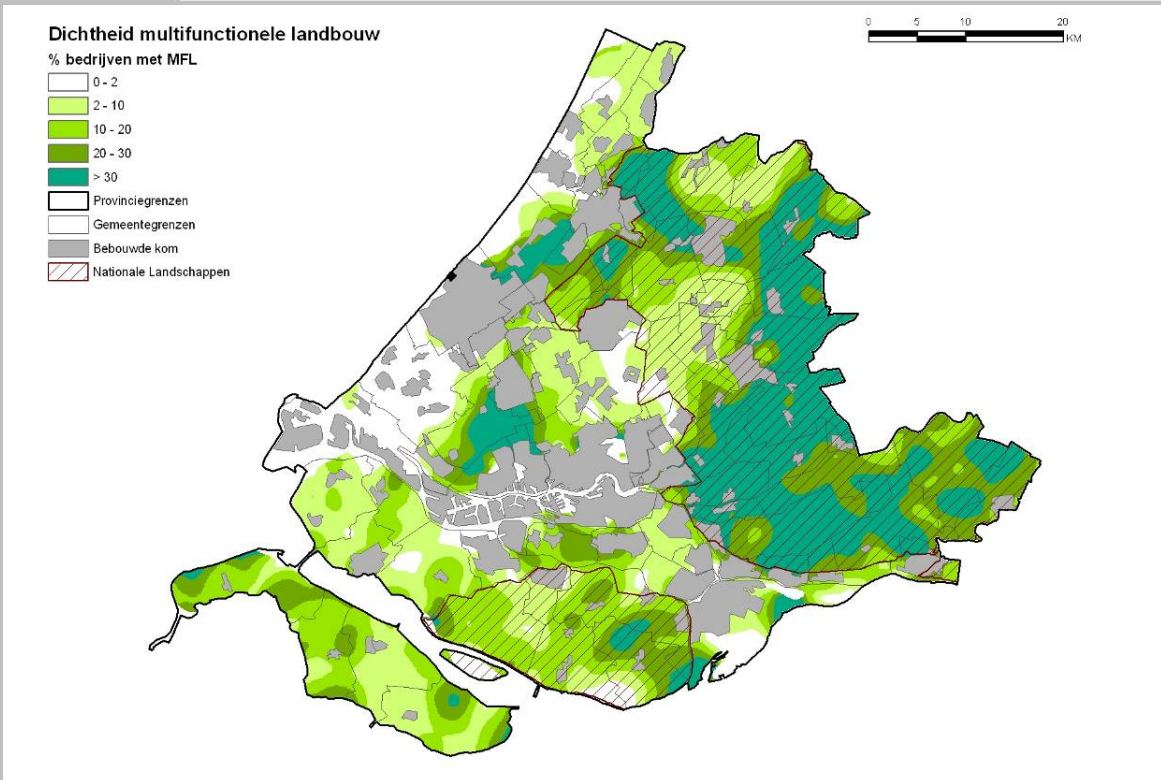 Dichtheid multifunctionele landbouw
% bedrijven met MFL
0 - 2
2 - 10
10 - 20
20 - 30
> 30
Provinciegrenzen
Gemeentegrenzen
Bebouwde kom
Nationale Landschappen
0 5 10 20
KM